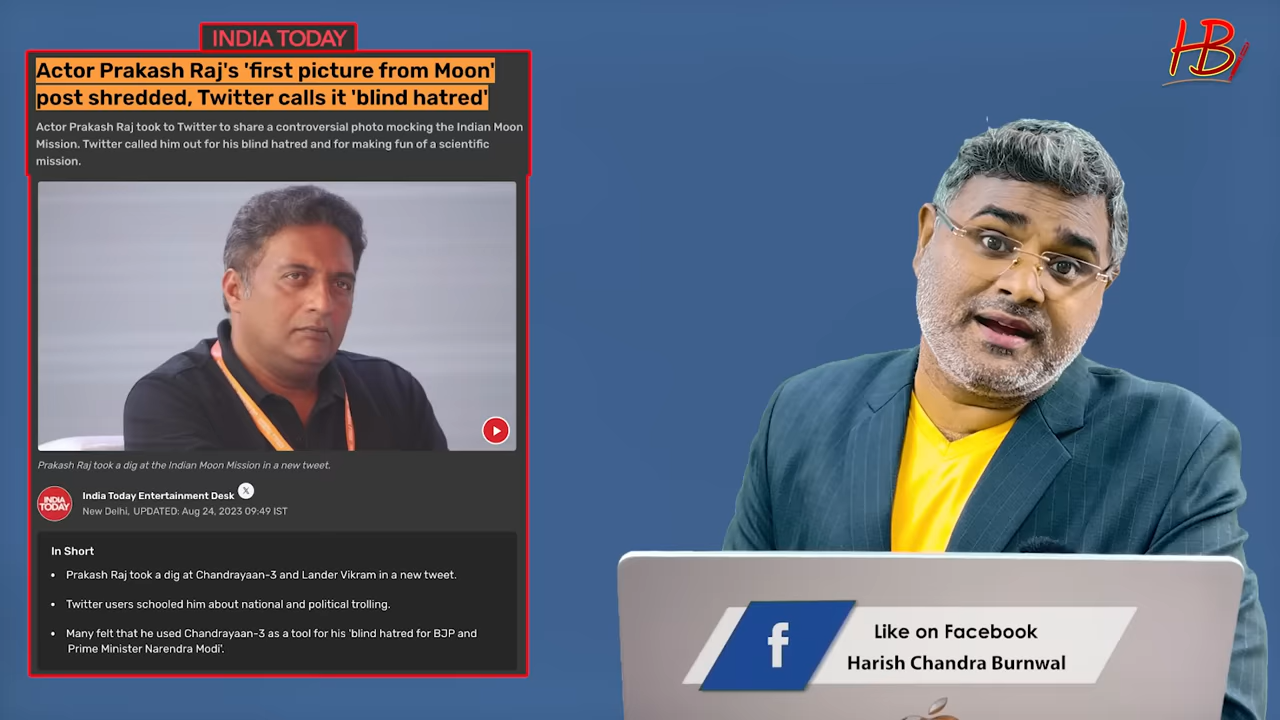 INDIA TODAY
Actor Prakash Raj's 'first picture from Moon'
post shredded, Twitter calls it 'blind hatred'
Actor Prakash Raj took to Twitter to share a controversial photo mocking the Indian Moon
Mission. Twitter called him out for his blind hatred and for making fun of a scientific
mission.
Prakash Raj took a dig at the Indian Moon Mission in a new tweet.
INDIA
TODAY
India Today Entertainment Desk X
New Delhi, UPDATED: Aug 24, 2023 09:49 IST
In Short
• Prakash Raj took a dig at Chandrayaan-3 and Lander Vikram in a new tweet.
• Twitter users schooled him about national and political trolling.
• Many felt that he used Chandrayaan-3 as a tool for his 'blind hatred for BJP and
Prime Minister Narendra Modi'.
HB
f
Like on Facebook
Harish Chandra Burnwal